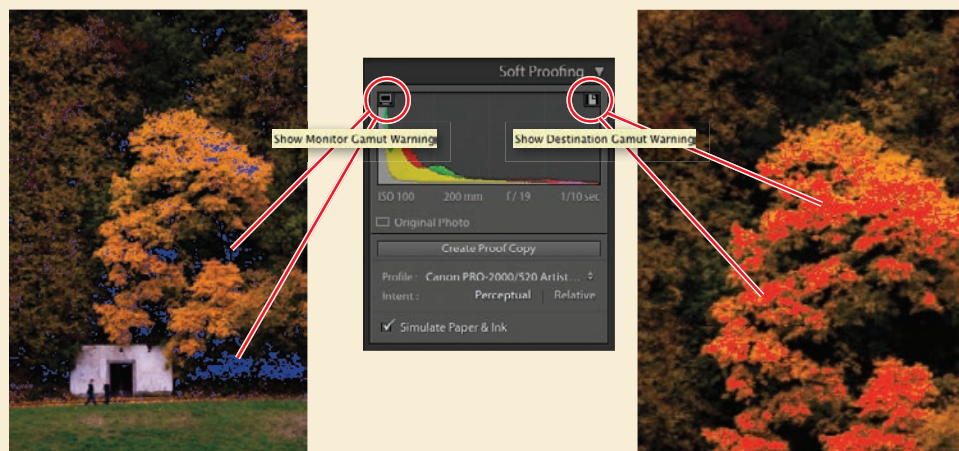 Soft Proofing
Show Monitor Gamut Warning
Show Destination Gamut Warning
ISO 100 200 mm f / 19 1/10 sec
Original Photo
Create Proof Copy
Profile : Canon PRO-2000/520 Artist...
Intent : Perceptual Relative
Simulate Paper & Ink